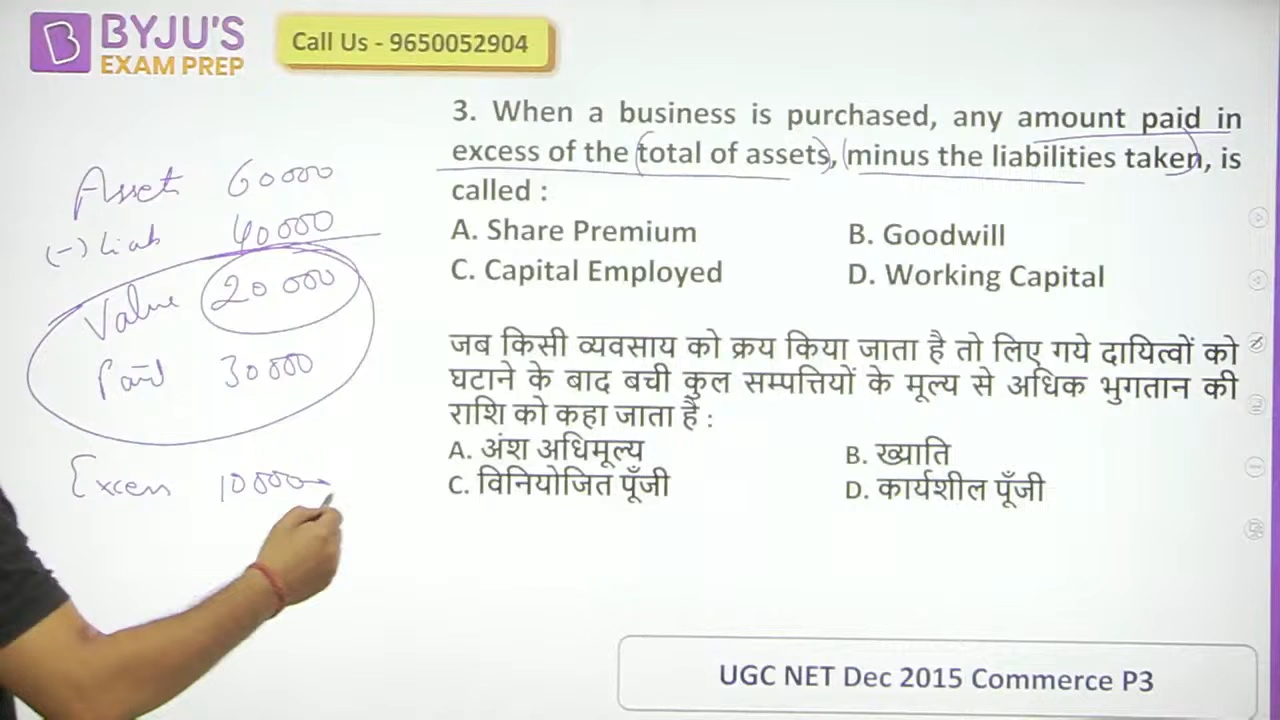 BYJU'S
EXAM PREP
Call Us - 9650052904
3. When a business is purchased, any amount paid in
excess of the total of assets, minus the liabilities taken, is
called :
A. Share Premium
B. Goodwill
C. Capital Employed
D. Working Capital
जब किसी व्यवसाय को क्रय किया जाता है तो लिए गये दायित्वों को
घटाने के बाद बची कुल सम्पत्तियों के मूल्य से अधिक भुगतान की
राशि को कहा जाता है :
A. अंश अधिमूल्य
B. ख्याति
C. विनियोजित पूँजी
D. कार्यशील पूँजी
Asset 60000
(-) Liab 40000
Value 20000
Paid 30000
Excess 10000
UGC NET Dec 2015 Commerce P3